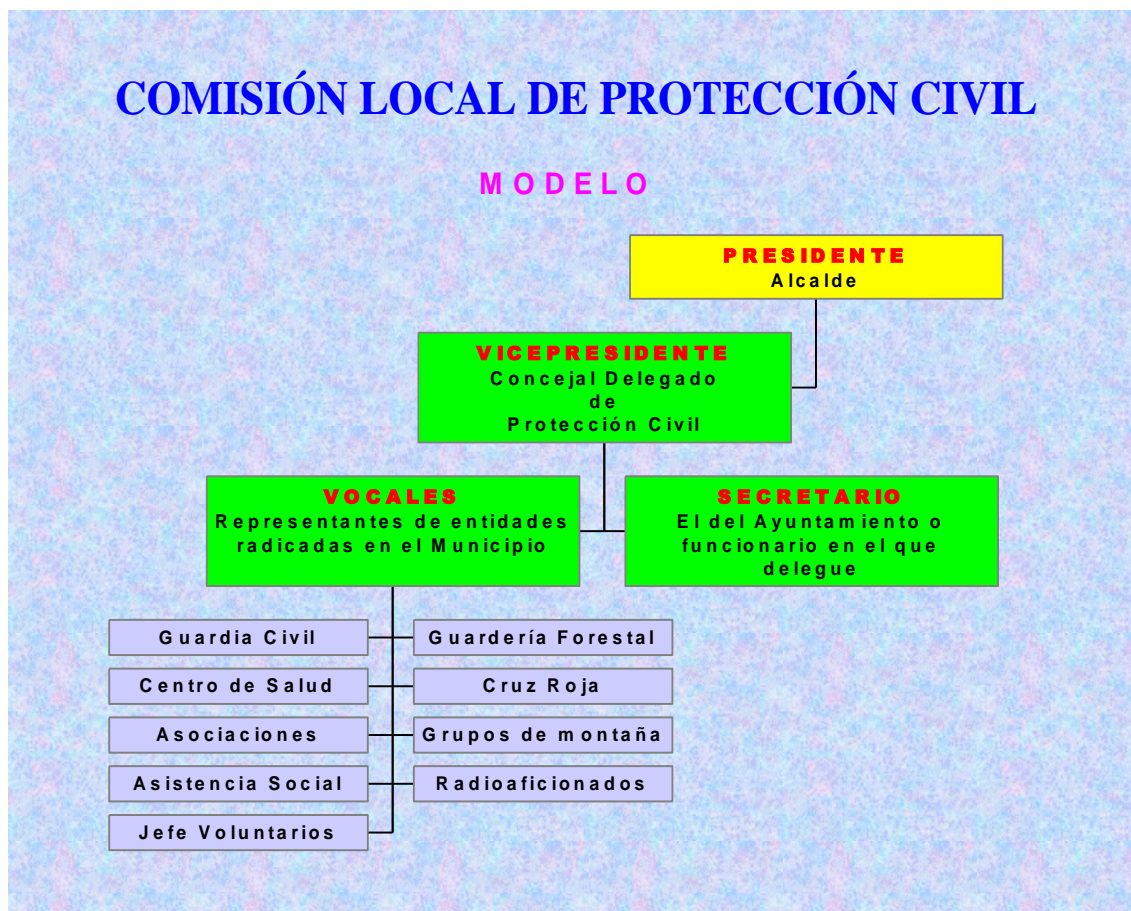 COMISIÓN LOCAL DE PROTECCIÓN CIVIL
MODELO
PRESIDENTE
Alcalde
VICEPRESIDENTE
Concejal Delegado
de
Protección Civil
VOCALES
Representantes de entidades
radicadas en el Municipio
SECRETARIO
El del Ayuntamiento o
funcionario en el que
delegue
Guardia Civil
Guardería Forestal
Centro de Salud
Cruz Roja
Asociaciones
Grupos de montaña
Asistencia Social
Radioaficionados
Jefe Voluntarios